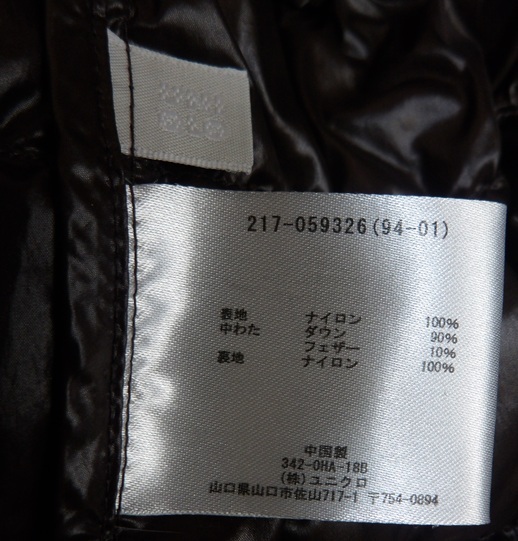 217-059326(94-01)
表地 ナイロン 100%
中わた ダウン 90%
フェザー 10%
裏地 ナイロン 100%
中国製
342-0HA-18B
(株)ユニクロ
山口県山口市佐山717-1 〒754-0894